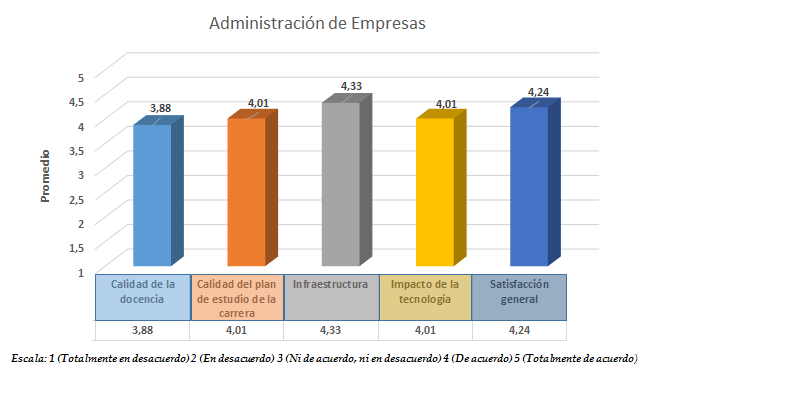 Administración de Empresas
5
4,5
4
3,5
3
2,5
2
1,5
1
Promedio
3,88
4,01
4,33
4,01
4,24
Calidad de la
docencia
Calidad del plan
de estudio de la
carrera
Infraestructura
Impacto de la
tecnología
Satisfacción
general
3,88
4,01
4,33
4,01
4,24
Escala: 1 (Totalmente en desacuerdo) 2 (En desacuerdo) 3 (Ni de acuerdo, ni en desacuerdo) 4 (De acuerdo) 5 (Totalmente de acuerdo)